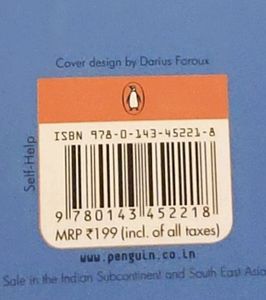 Cover design by Darius Foroux
Self-Help
ISBN 978-0-143-45221-8
9 780143 452218
MRP ₹199 (incl. of all taxes)
www.penguin.co.in
Sale in the Indian Subcontinent and South East Asia